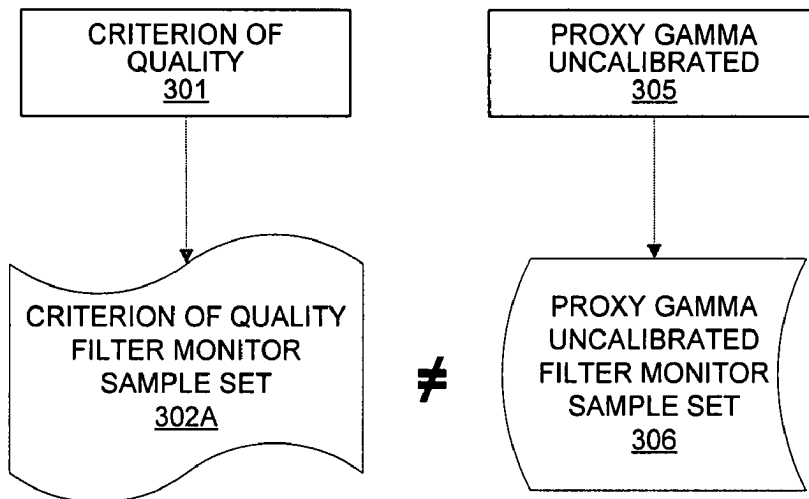 CRITERION OF
QUALITY
301
PROXY GAMMA
UNCALIBRATED
305
CRITERION OF QUALITY
FILTER MONITOR
SAMPLE SET
302A
≠
PROXY GAMMA
UNCALIBRATED
FILTER MONITOR
SAMPLE SET
306